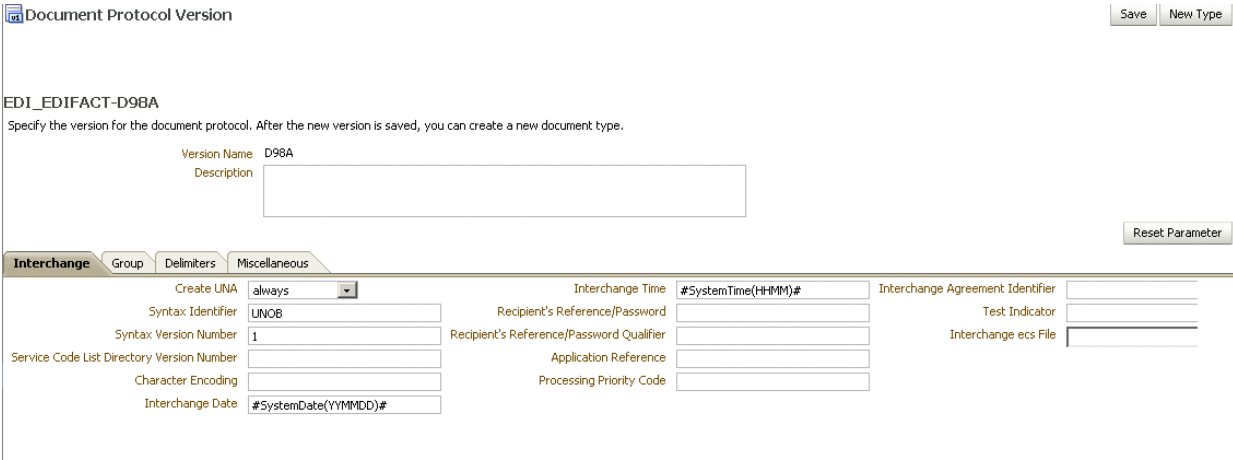 Document Protocol Version
Save New Type
EDI_EDIFACT-D98A
Specify the version for the document protocol. After the new version is saved, you can create a new document type.
Version Name D98A
Description
Reset Parameter
Interchange Group Delimiters Miscellaneous
Create UNA always Interchange Time #SystemTime(HHMM)# Interchange Agreement Identifier
Syntax Identifier UNOB Recipient's Reference/Password Test Indicator
Syntax Version Number 1 Recipient's Reference/Password Qualifier Interchange ecs File
Service Code List Directory Version Number Application Reference
Character Encoding Processing Priority Code
Interchange Date #SystemDate(YYMMDD)#